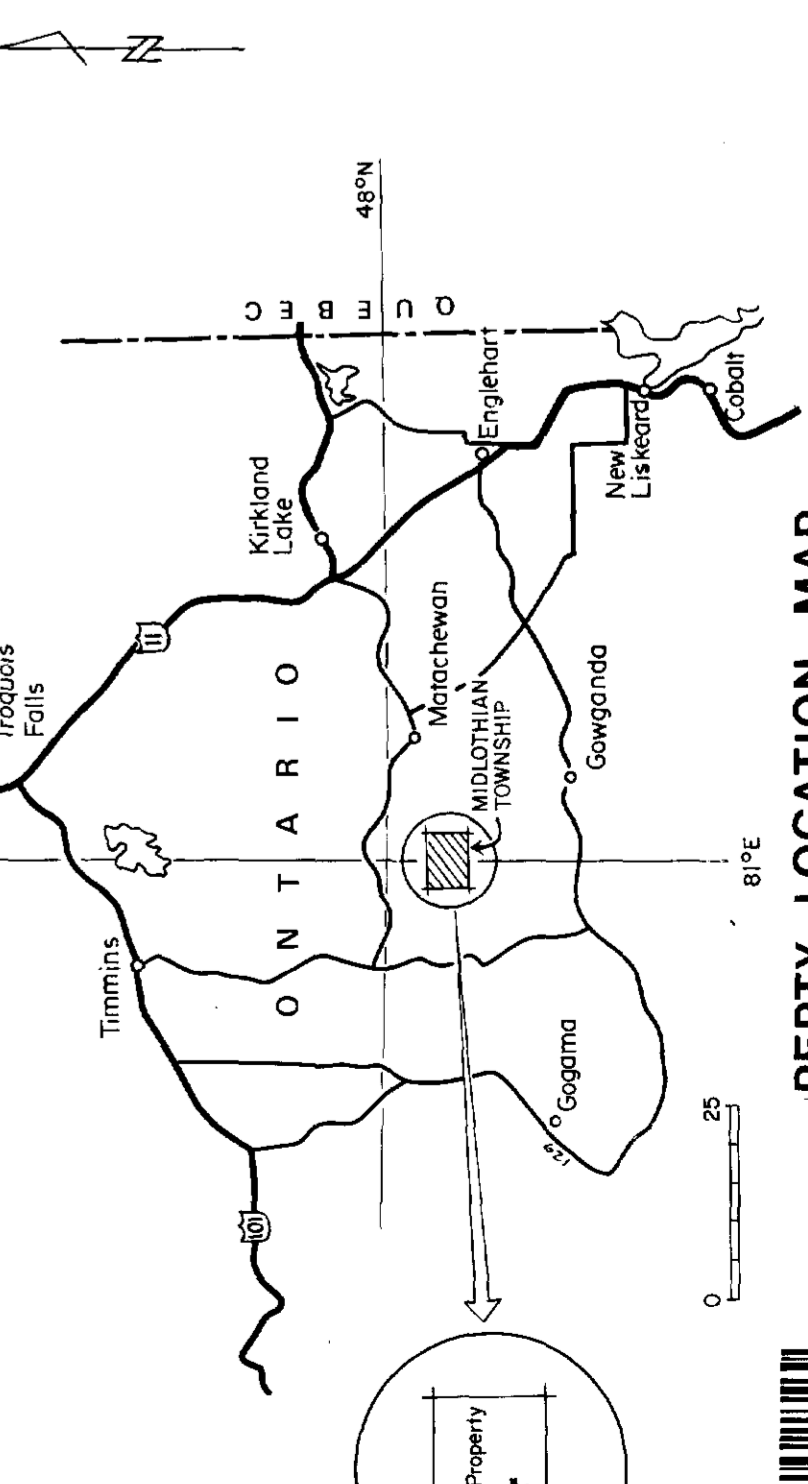 N
Iroquois
Falls
11
Timmins
101
Kirkland
Lake
ONTARIO
QUEBEC
48°N
Matachewan
Englehart
MIDLOTHIAN
TOWNSHIP
Gowganda
New
Liskeard
Cobalt
Gogama
129
81°E
Property
0 25
PERTY LOCATION MAP